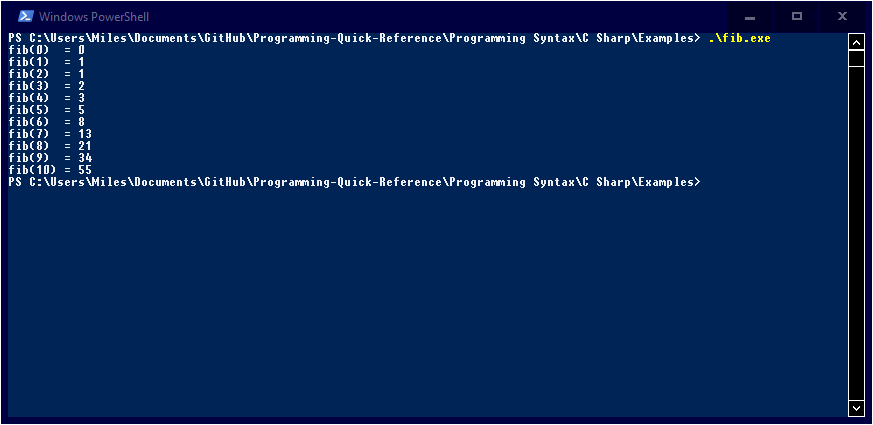 Windows PowerShell
PS C:\Users\Miles\Documents\GitHub\Programming-Quick-Reference\Programming Syntax\C Sharp\Examples> .\fib.exe
fib(0)  = 0
fib(1)  = 1
fib(2)  = 1
fib(3)  = 2
fib(4)  = 3
fib(5)  = 5
fib(6)  = 8
fib(7)  = 13
fib(8)  = 21
fib(9)  = 34
fib(10) = 55
PS C:\Users\Miles\Documents\GitHub\Programming-Quick-Reference\Programming Syntax\C Sharp\Examples>